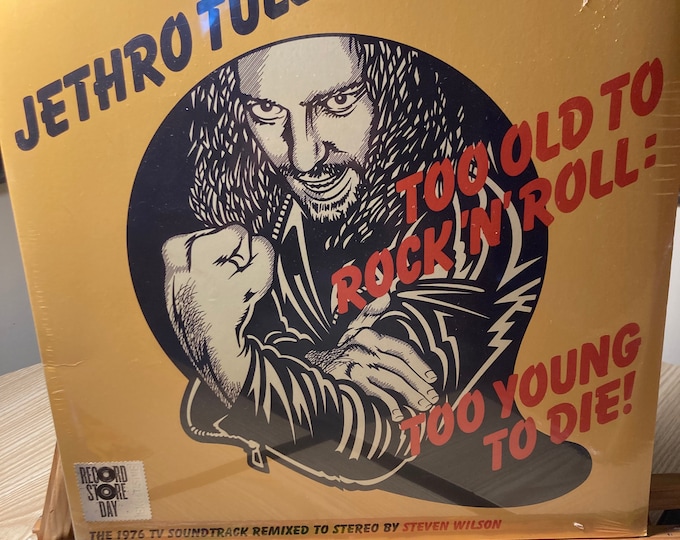 JETHRO TULL
TOO OLD TO
ROCK 'N' ROLL:
TOO YOUNG
TO DIE!
RECORD
STORE
DAY
THE 1976 TV SOUNDTRACK REMIXED TO STEREO BY STEVEN WILSON